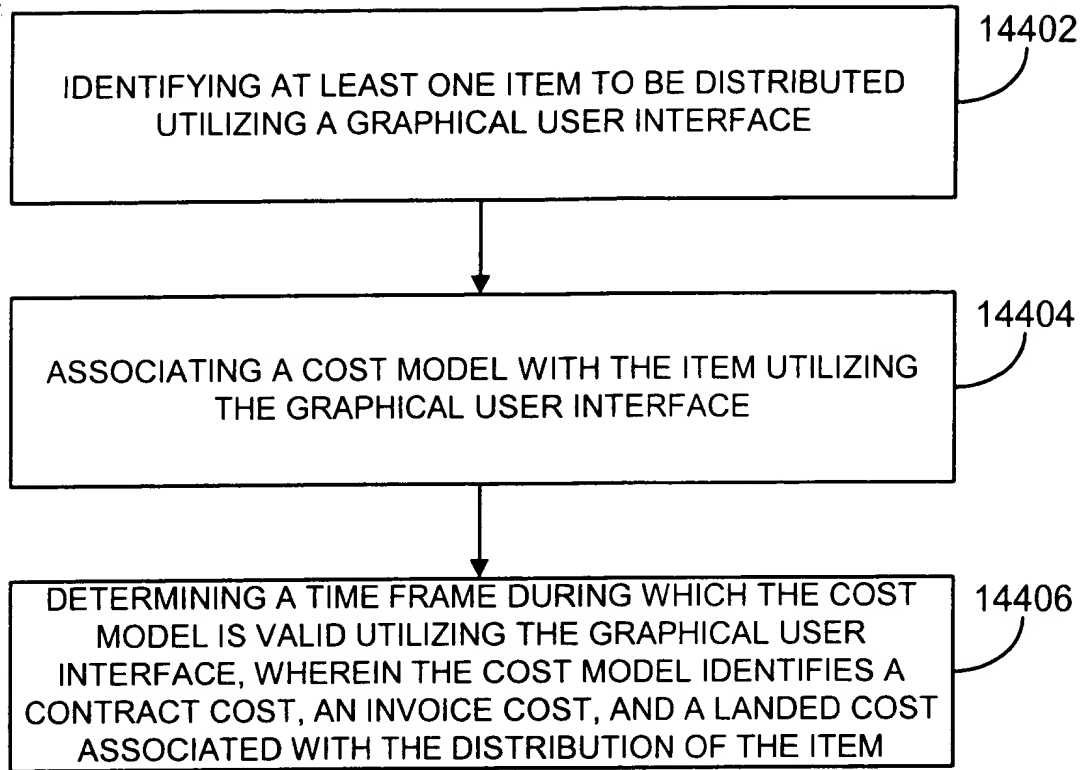 14402
IDENTIFYING AT LEAST ONE ITEM TO BE DISTRIBUTED
UTILIZING A GRAPHICAL USER INTERFACE
14404
ASSOCIATING A COST MODEL WITH THE ITEM UTILIZING
THE GRAPHICAL USER INTERFACE
14406
DETERMINING A TIME FRAME DURING WHICH THE COST
MODEL IS VALID UTILIZING THE GRAPHICAL USER
INTERFACE, WHEREIN THE COST MODEL IDENTIFIES A
CONTRACT COST, AN INVOICE COST, AND A LANDED COST
ASSOCIATED WITH THE DISTRIBUTION OF THE ITEM